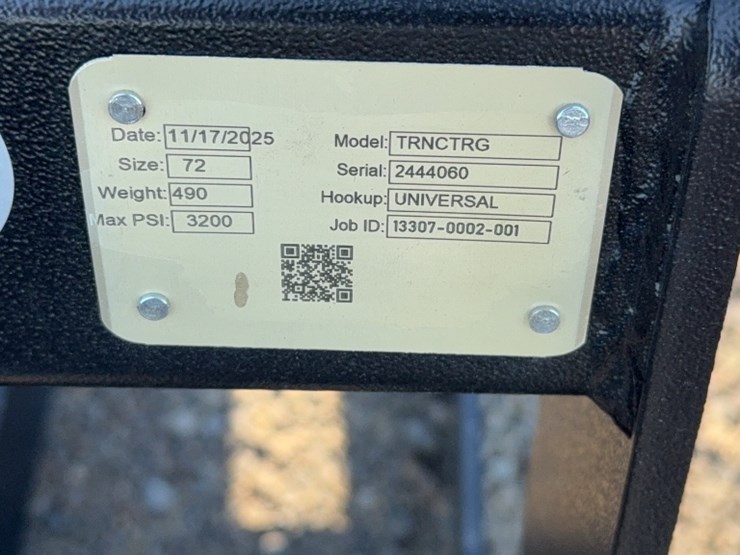 Date: 11/17/2025
Size: 72
Weight: 490
Max PSI: 3200
Model: TRNCTRG
Serial: 2444060
Hookup: UNIVERSAL
Job ID: 13307-0002-001